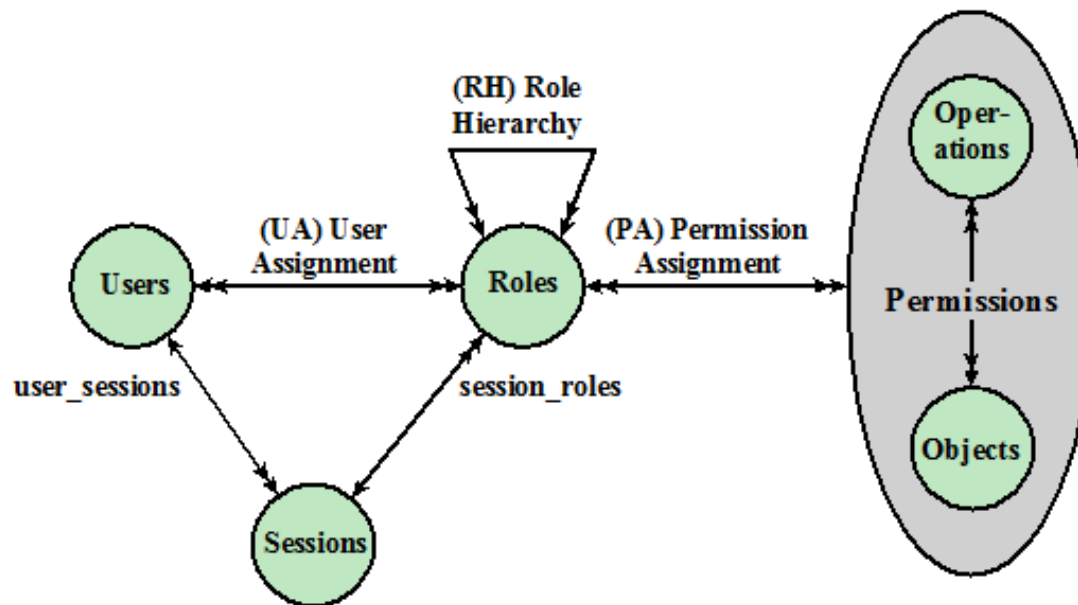 (RH) Role
Hierarchy
Oper-
ations
(UA) User
Assignment
(PA) Permission
Assignment
Users
Roles
Permissions
user_sessions
session_roles
Objects
Sessions